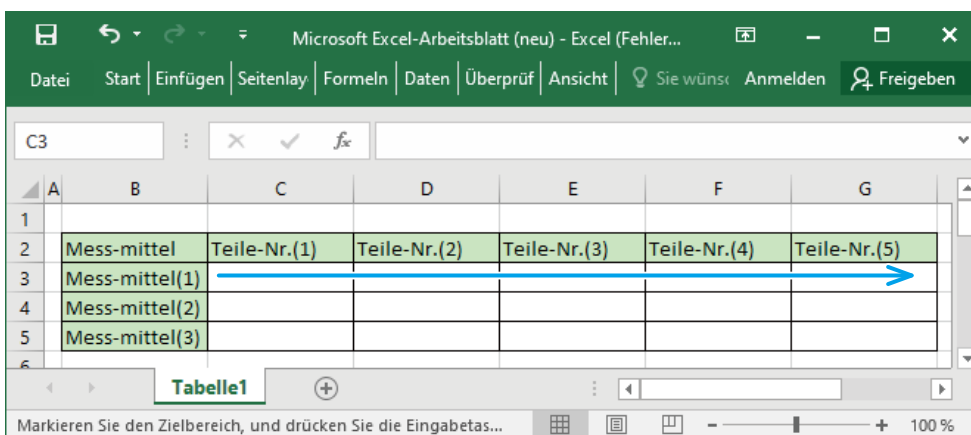 Microsoft Excel-Arbeitsblatt (neu) - Excel (Fehler...
Datei Start Einfügen Seitenlay Formeln Daten Überprüf Ansicht Sie wünsc Anmelden Freigeben
C3 fx
A B C D E F G
1
2 Mess-mittel Teile-Nr.(1) Teile-Nr.(2) Teile-Nr.(3) Teile-Nr.(4) Teile-Nr.(5)
3 Mess-mittel(1)
4 Mess-mittel(2)
5 Mess-mittel(3)
6
Tabelle1
Markieren Sie den Zielbereich, und drücken Sie die Eingabetas... 100 %